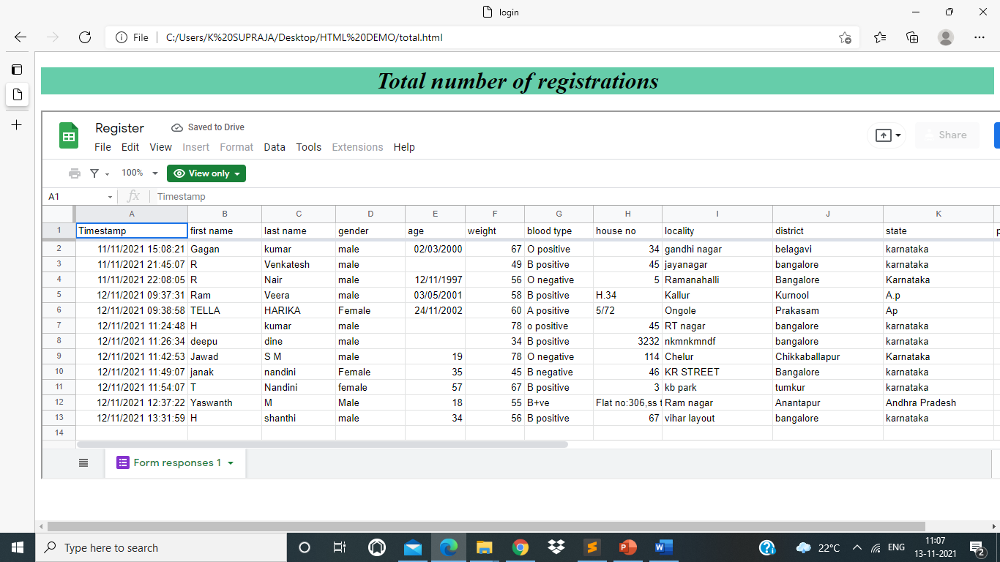 login
File C:/Users/K%20SUPRAJA/Desktop/HTML%20DEMO/total.html
Total number of registrations
Register Saved to Drive
Share
File Edit View Insert Format Data Tools Extensions Help
100% View only
A1 fx Timestamp
A B C D E F G H I J K
1 Timestamp first name last name gender age weight blood type house no locality district state p
2 11/11/2021 15:08:21 Gagan kumar male 02/03/2000 67 O positive 34 gandhi nagar belagavi karnataka
3 11/11/2021 21:45:07 R Venkatesh male 49 B positive 45 jayanagar bangalore karnataka
4 11/11/2021 22:08:05 R Nair male 12/11/1997 56 O negative 5 Ramanahalli Bangalore Karnataka
5 12/11/2021 09:37:31 Ram Veera male 03/05/2001 58 B positive H.34 Kallur Kurnool A.p
6 12/11/2021 09:38:58 TELLA HARIKA Female 24/11/2002 60 A positive 5/72 Ongole Prakasam Ap
7 12/11/2021 11:24:48 H kumar male 78 o positive 45 RT nagar bangalore karnataka
8 12/11/2021 11:26:34 deepu dine male 34 B positive 3232 nkmnkmndf bangalore karnataka
9 12/11/2021 11:42:53 Jawad S M male 19 78 O negative 114 Chelur Chikkaballapur Karnataka
10 12/11/2021 11:49:07 janak nandini Female 35 45 B negative 46 KR STREET Bangalore karnataka
11 12/11/2021 11:54:07 T Nandini female 57 67 B positive 3 kb park tumkur karnataka
12 12/11/2021 12:37:22 Yaswanth M Male 18 55 B+ve Flat no:306,ss t Ram nagar Anantapur Andhra Pradesh
13 12/11/2021 13:31:59 H shanthi male 34 56 B positive 67 vihar layout bangalore karnataka
14
Form responses 1
Type here to search 22°C ENG 11:07
13-11-2021 2